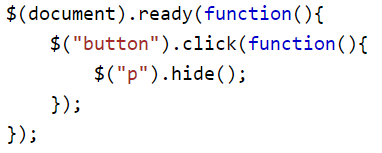 $(document).ready(function(){
    $("button").click(function(){
        $("p").hide();
    });
});